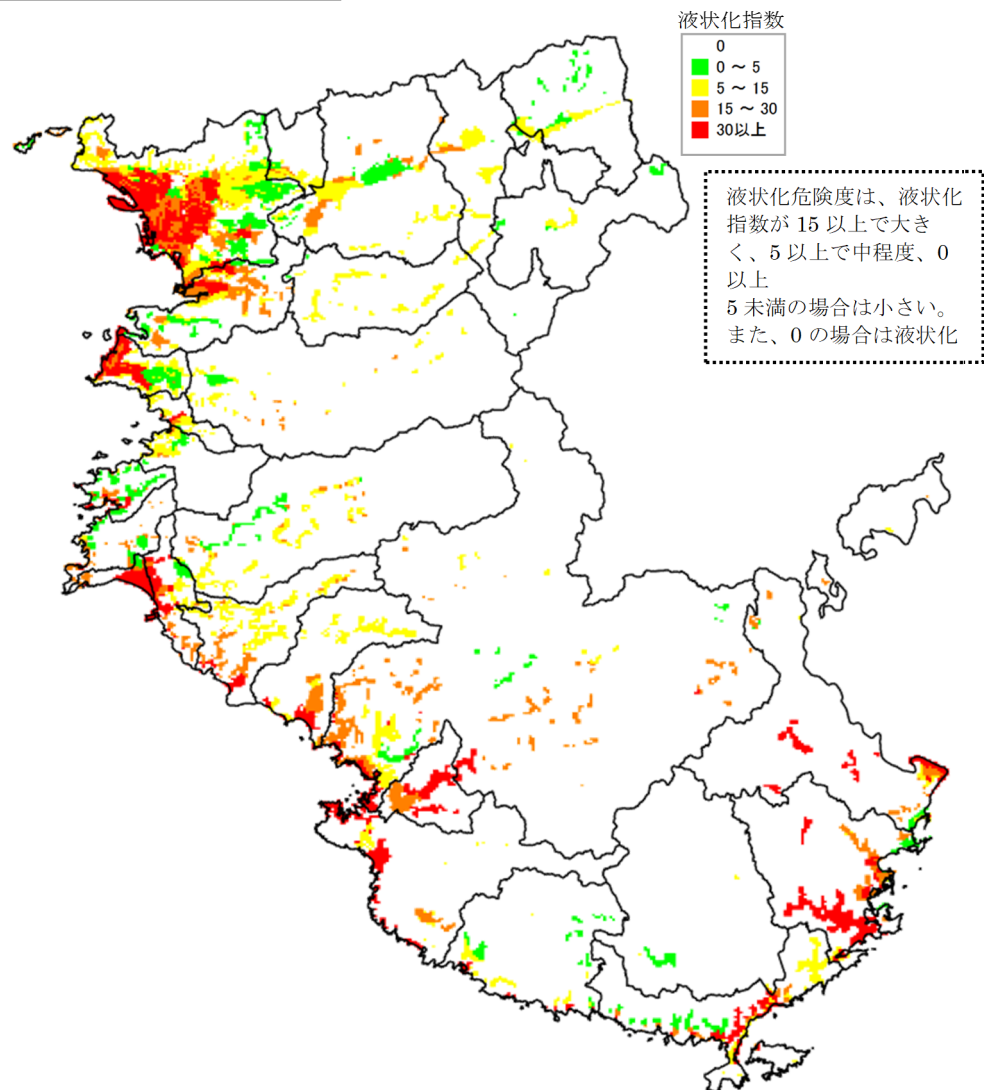 液状化指数
0
0 ~ 5
5 ~ 15
15 ~ 30
30以上
液状化危険度は、液状化
指数が 15 以上で大き
く、5 以上で中程度、0
以上
5 未満の場合は小さい。
また、0 の場合は液状化